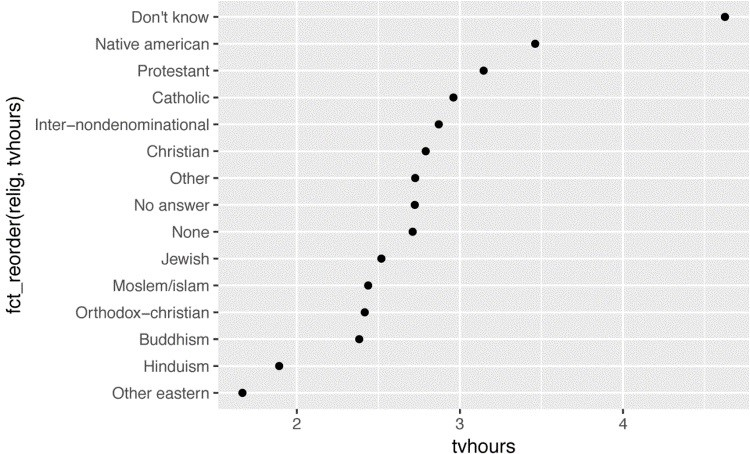 Don't know
Native american
Protestant
Catholic
Inter−nondenominational
Christian
Other
No answer
None
Jewish
Moslem/islam
Orthodox−christian
Buddhism
Hinduism
Other eastern
fct_reorder(relig, tvhours)
2 3 4
tvhours